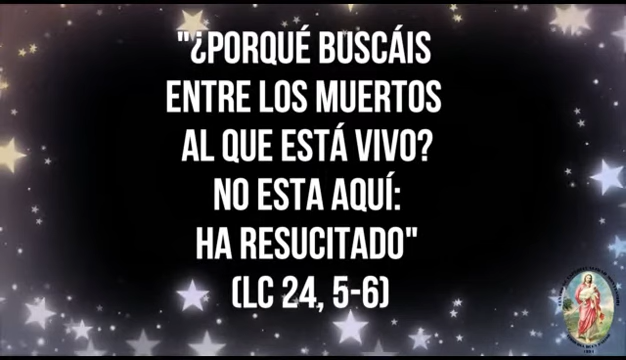 "¿PORQUÉ BUSCÁIS
ENTRE LOS MUERTOS
AL QUE ESTÁ VIVO?
NO ESTA AQUÍ:
HA RESUCITADO"
(LC 24, 5-6)